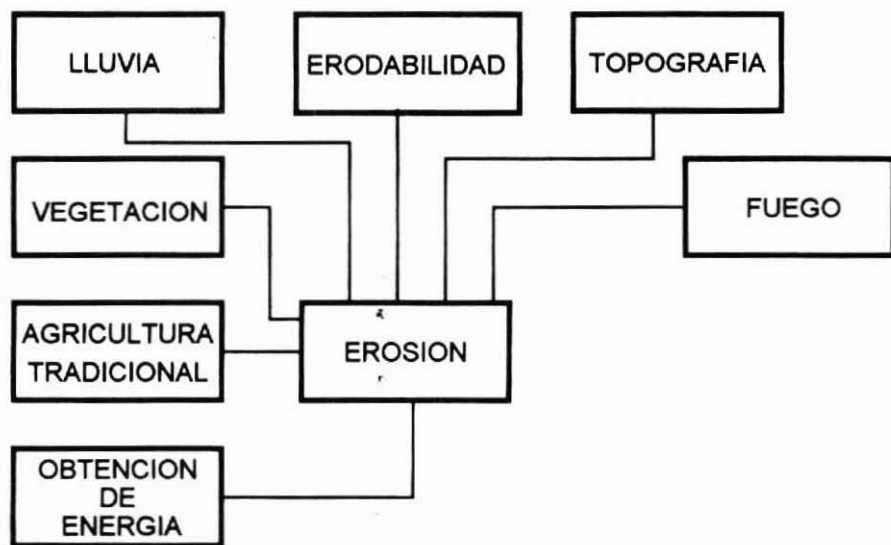 LLUVIA
ERODABILIDAD
TOPOGRAFIA
VEGETACION
FUEGO
AGRICULTURA
TRADICIONAL
EROSION
OBTENCION
DE
ENERGIA